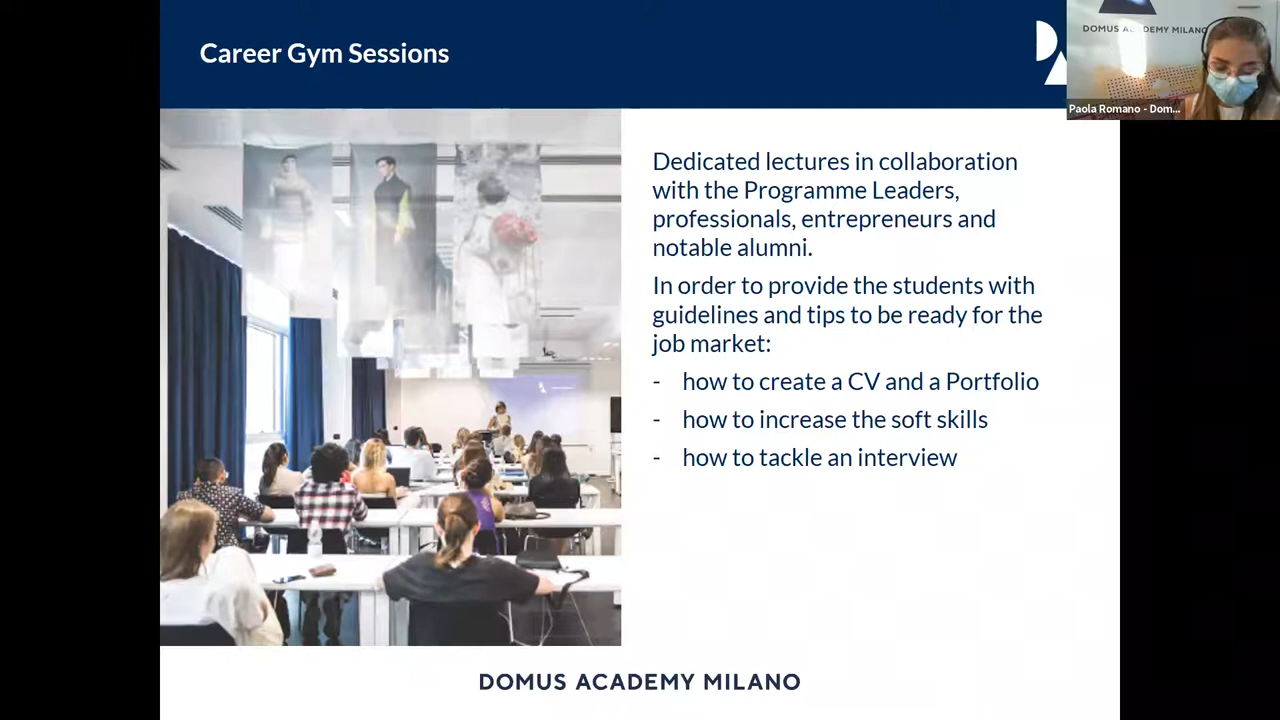 Career Gym Sessions
DOMUS ACADEMY MILANO
Paola Romano - Dom...
Dedicated lectures in collaboration
with the Programme Leaders,
professionals, entrepreneurs and
notable alumni.
In order to provide the students with
guidelines and tips to be ready for the
job market:
- how to create a CV and a Portfolio
- how to increase the soft skills
- how to tackle an interview
DOMUS ACADEMY MILANO